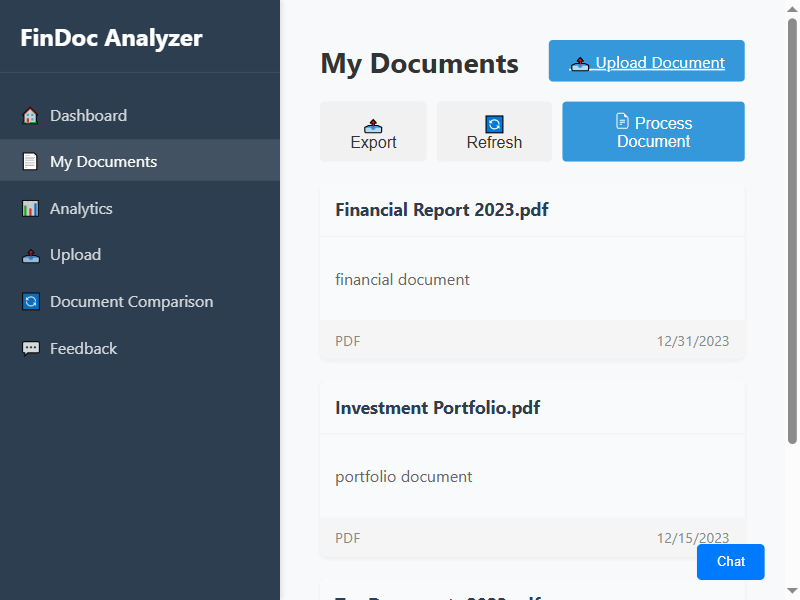 FinDoc Analyzer
Dashboard
My Documents
Analytics
Upload
Document Comparison
Feedback
My Documents
Upload Document
Export
Refresh
Process
Document
Financial Report 2023.pdf
financial document
PDF
12/31/2023
Investment Portfolio.pdf
portfolio document
PDF
12/15/2023
Chat